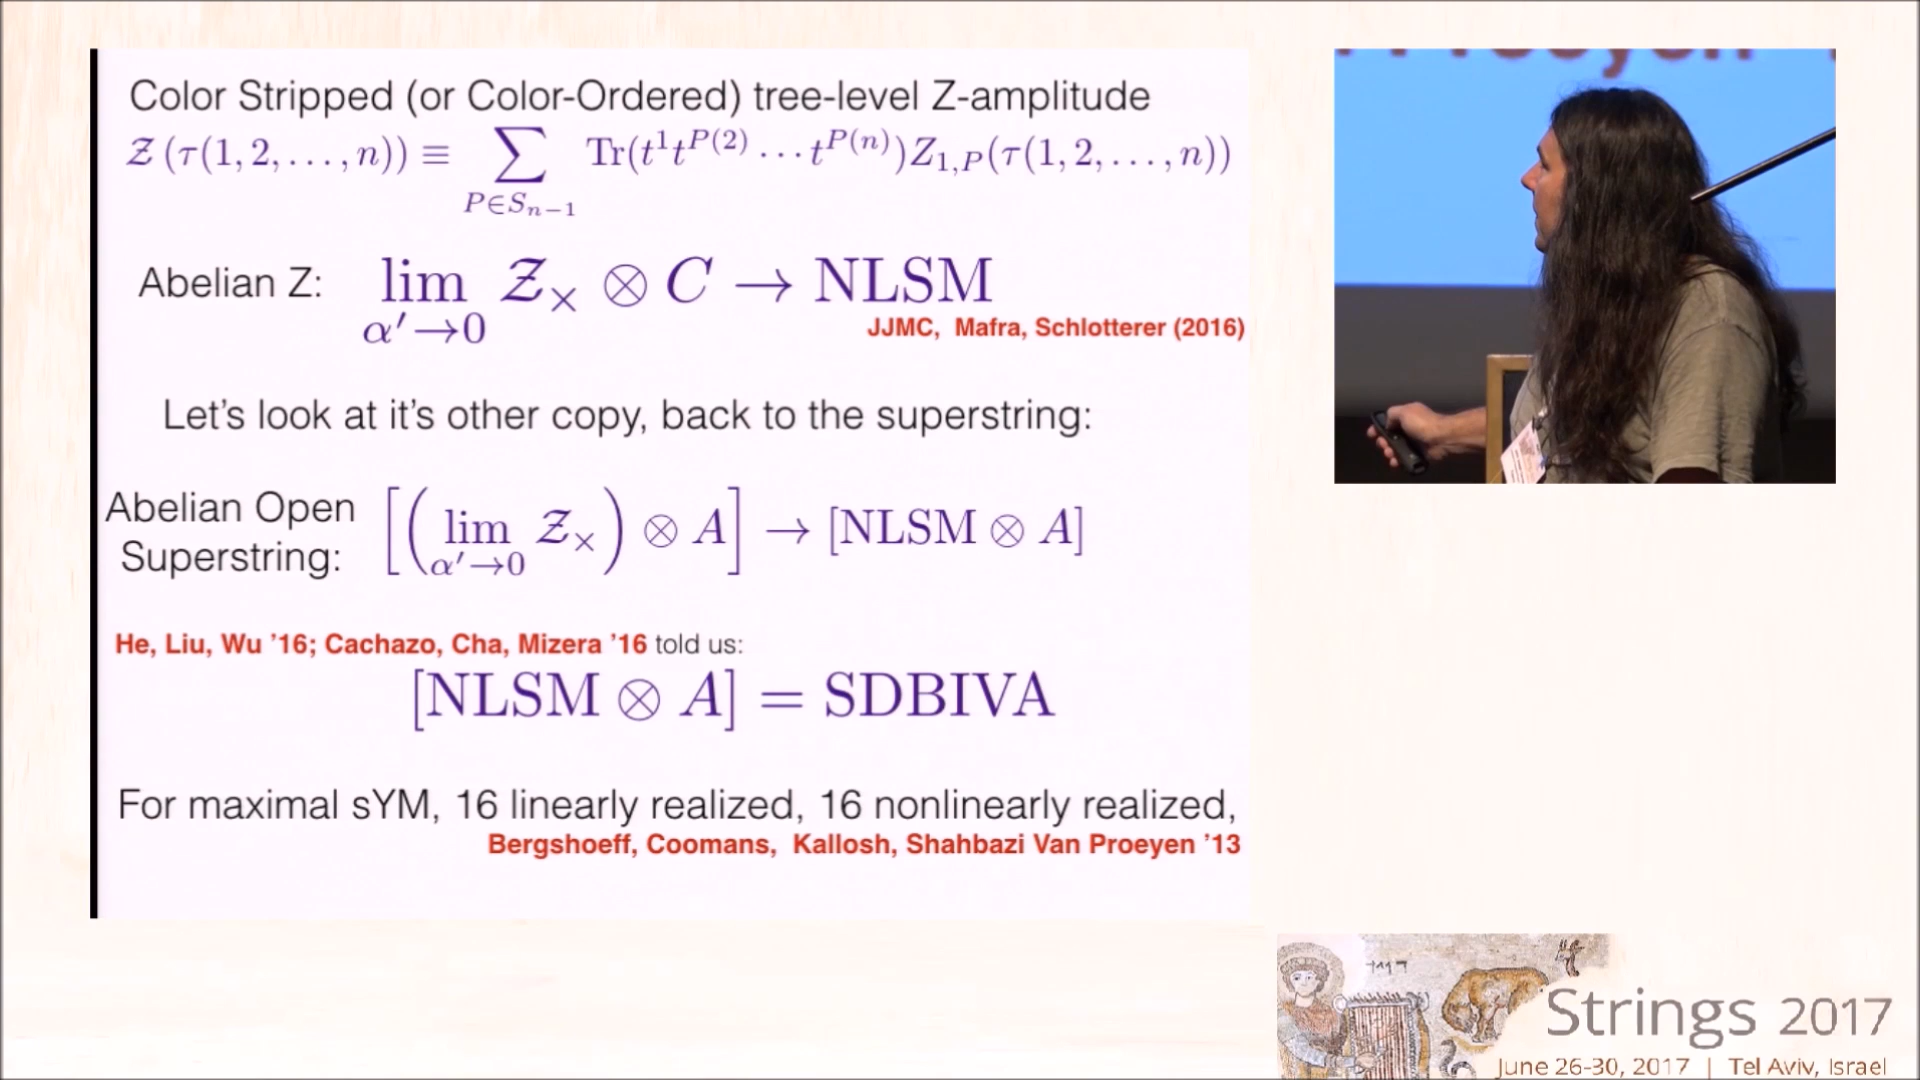 Color Stripped (or Color-Ordered) tree-level Z-amplitude
𝒵 (τ(1, 2, . . . , n)) ≡ ∑_{P∈S_{n−1}} Tr(t^1 t^{P(2)} · · · t^{P(n)}) Z_{1,P}(τ(1, 2, . . . , n))
Abelian Z: lim_{α′→0} 𝒵_× ⊗ C → NLSM
JJMC, Mafra, Schlotterer (2016)
Let's look at it's other copy, back to the superstring:
Abelian Open
Superstring: [(lim_{α′→0} 𝒵_×) ⊗ A] → [NLSM ⊗ A]
He, Liu, Wu '16; Cachazo, Cha, Mizera '16 told us:
[NLSM ⊗ A] = SDBIVA
For maximal sYM, 16 linearly realized, 16 nonlinearly realized,
Bergshoeff, Coomans, Kallosh, Shahbazi Van Proeyen '13
Strings 2017
June 26-30, 2017 | Tel Aviv, Israel